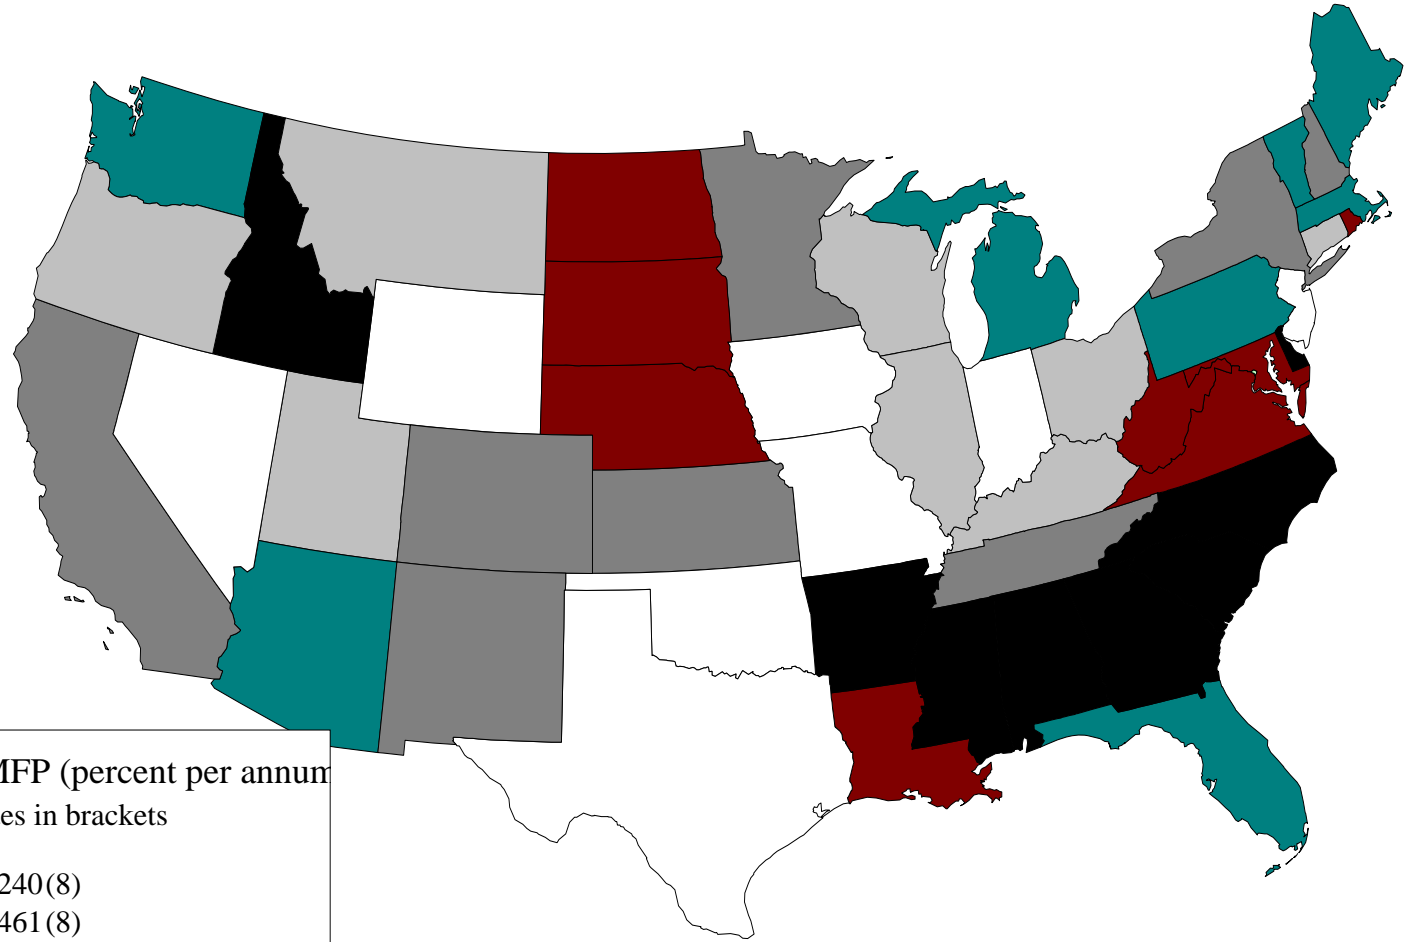 MFP (percent per annum
es in brackets
240(8)
461(8)